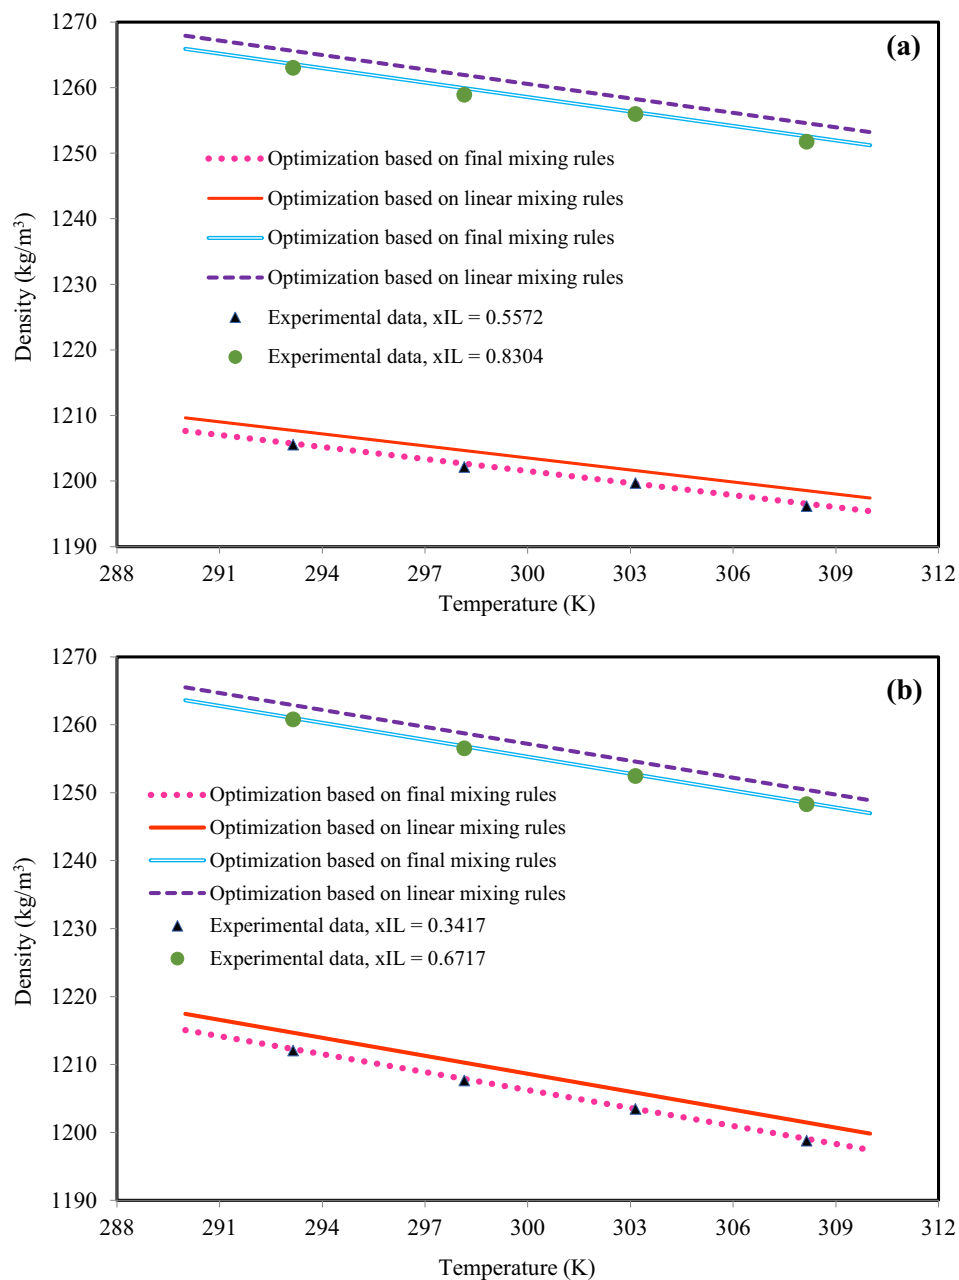 1270
(a)
1260
1250
Optimization based on final mixing rules
Optimization based on linear mixing rules
1240
Optimization based on final mixing rules
1230
Optimization based on linear mixing rules
Experimental data, xIL = 0.5572
1220
Experimental data, xIL = 0.8304
1210
1200
1190
Density (kg/m³)
288 291 294 297 300 303 306 309 312
Temperature (K)
1270
(b)
1260
1250
Optimization based on final mixing rules
Optimization based on linear mixing rules
1240
Optimization based on final mixing rules
Optimization based on linear mixing rules
1230
Experimental data, xIL = 0.3417
Experimental data, xIL = 0.6717
1220
1210
1200
1190
Density (kg/m³)
288 291 294 297 300 303 306 309 312
Temperature (K)